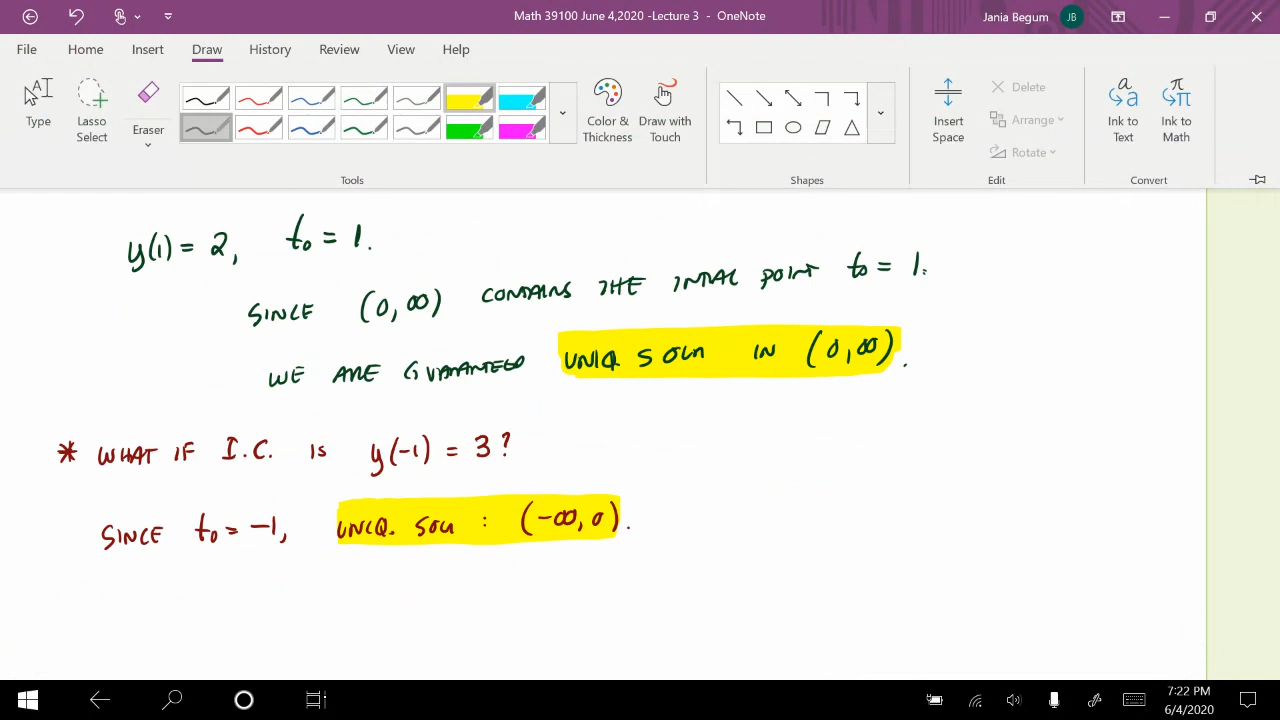 Math 39100 June 4,2020 -Lecture 3 - OneNote
Jania Begum JB
File Home Insert Draw History Review View Help
Type
Lasso Select
Eraser
Color & Thickness
Draw with Touch
Insert Space
Delete
Arrange
Rotate
Ink to Text
Ink to Math
Tools Shapes Edit Convert
y(1) = 2, t₀ = 1.
SINCE (0,∞) CONTAINS THE INTIAL POINT t₀ = 1.
WE ARE GUARANTEED UNIQ SOLN IN (0,∞).
* WHAT IF I.C. IS y(-1) = 3?
SINCE t₀ = -1, UNIQ. SOLN : (-∞, 0).
7:22 PM
6/4/2020